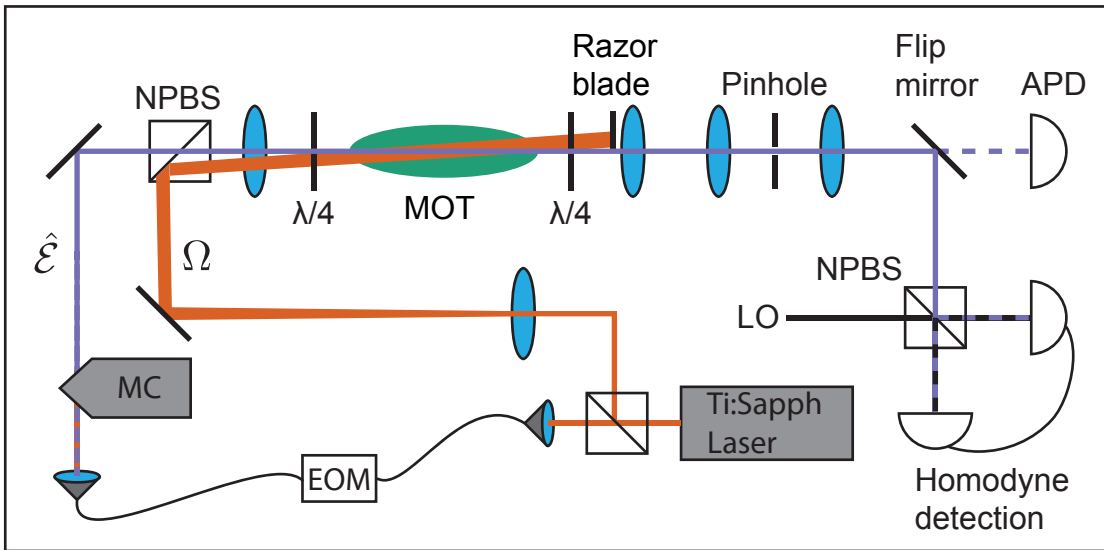 Razor
blade
Flip
mirror
APD
Pinhole
NPBS
λ/4
MOT
λ/4
ℰ̂
Ω
NPBS
LO
MC
Ti:Sapph
Laser
EOM
Homodyne
detection